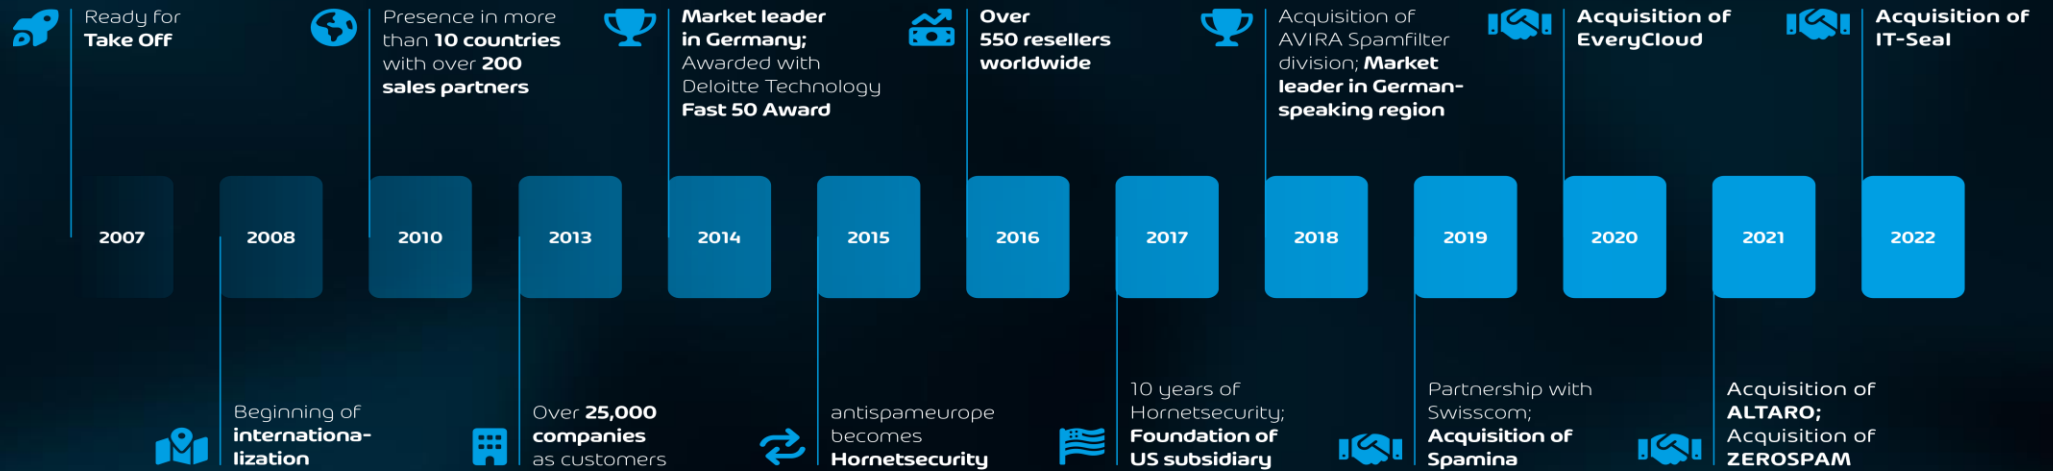 Ready for
Take Off
Presence in more
than 10 countries
with over 200
sales partners
Market leader
in Germany;
Awarded with
Deloitte Technology
Fast 50 Award
Over
550 resellers
worldwide
Acquisition of
AVIRA Spamfilter
division; Market
leader in German-
speaking region
Acquisition of
EveryCloud
Acquisition of
IT-Seal
2007
2008
2010
2013
2014
2015
2016
2017
2018
2019
2020
2021
2022
Beginning of
internationa-
lization
Over 25,000
companies
as customers
antispameurope
becomes
Hornetsecurity
10 years of
Hornetsecurity;
Foundation of
US subsidiary
Partnership with
Swisscom;
Acquisition of
Spamina
Acquisition of
ALTARO;
Acquisition of
ZEROSPAM